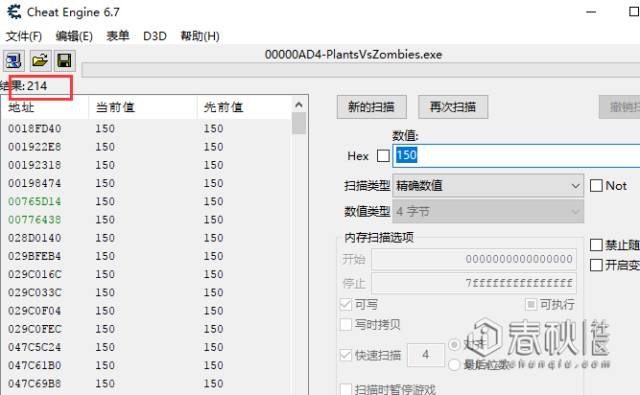 Cheat Engine 6.7
文件(F) 编辑(E) 表单 D3D 帮助(H)
00000AD4-PlantsVsZombies.exe
结果:214
地址 当前值 先前值
0018FD40 150 150
001922E8 150 150
00192318 150 150
00198474 150 150
00765D14 150 150
00776438 150 150
028D0140 150 150
029BFEB4 150 150
029C016C 150 150
029C033C 150 150
029C0F04 150 150
029C0FEC 150 150
047C5C24 150 150
047C61B0 150 150
047C69B8 150 150
新的扫描 再次扫描 撤销扫
数值:
Hex 150
扫描类型 精确数值 Not
数值类型 4 字节
内存扫描选项
开始 0000000000000000
停止 7fffffffffffffff
禁止随
开启变
可写 可执行
写时拷贝
快速扫描 4 对齐
最后位数
扫描时暂停游戏
春秋 社区
chunqiu.com